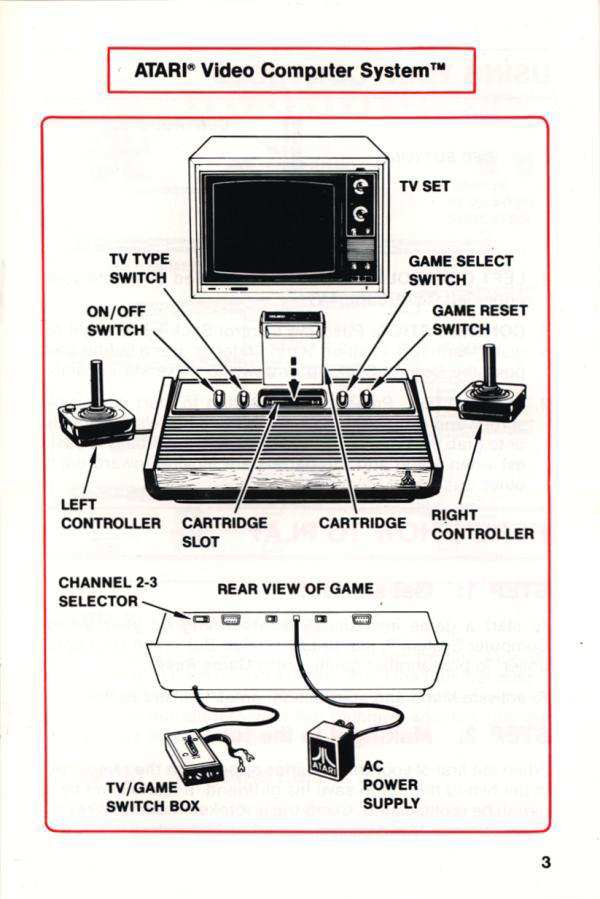 ATARI® Video Computer System™
TV SET
TV TYPE
SWITCH
GAME SELECT
SWITCH
ON/OFF
SWITCH
GAME RESET
SWITCH
LEFT
CONTROLLER
CARTRIDGE
SLOT
CARTRIDGE
RIGHT
CONTROLLER
CHANNEL 2-3
SELECTOR
REAR VIEW OF GAME
ATARI
TV/GAME
SWITCH BOX
AC
POWER
SUPPLY
3